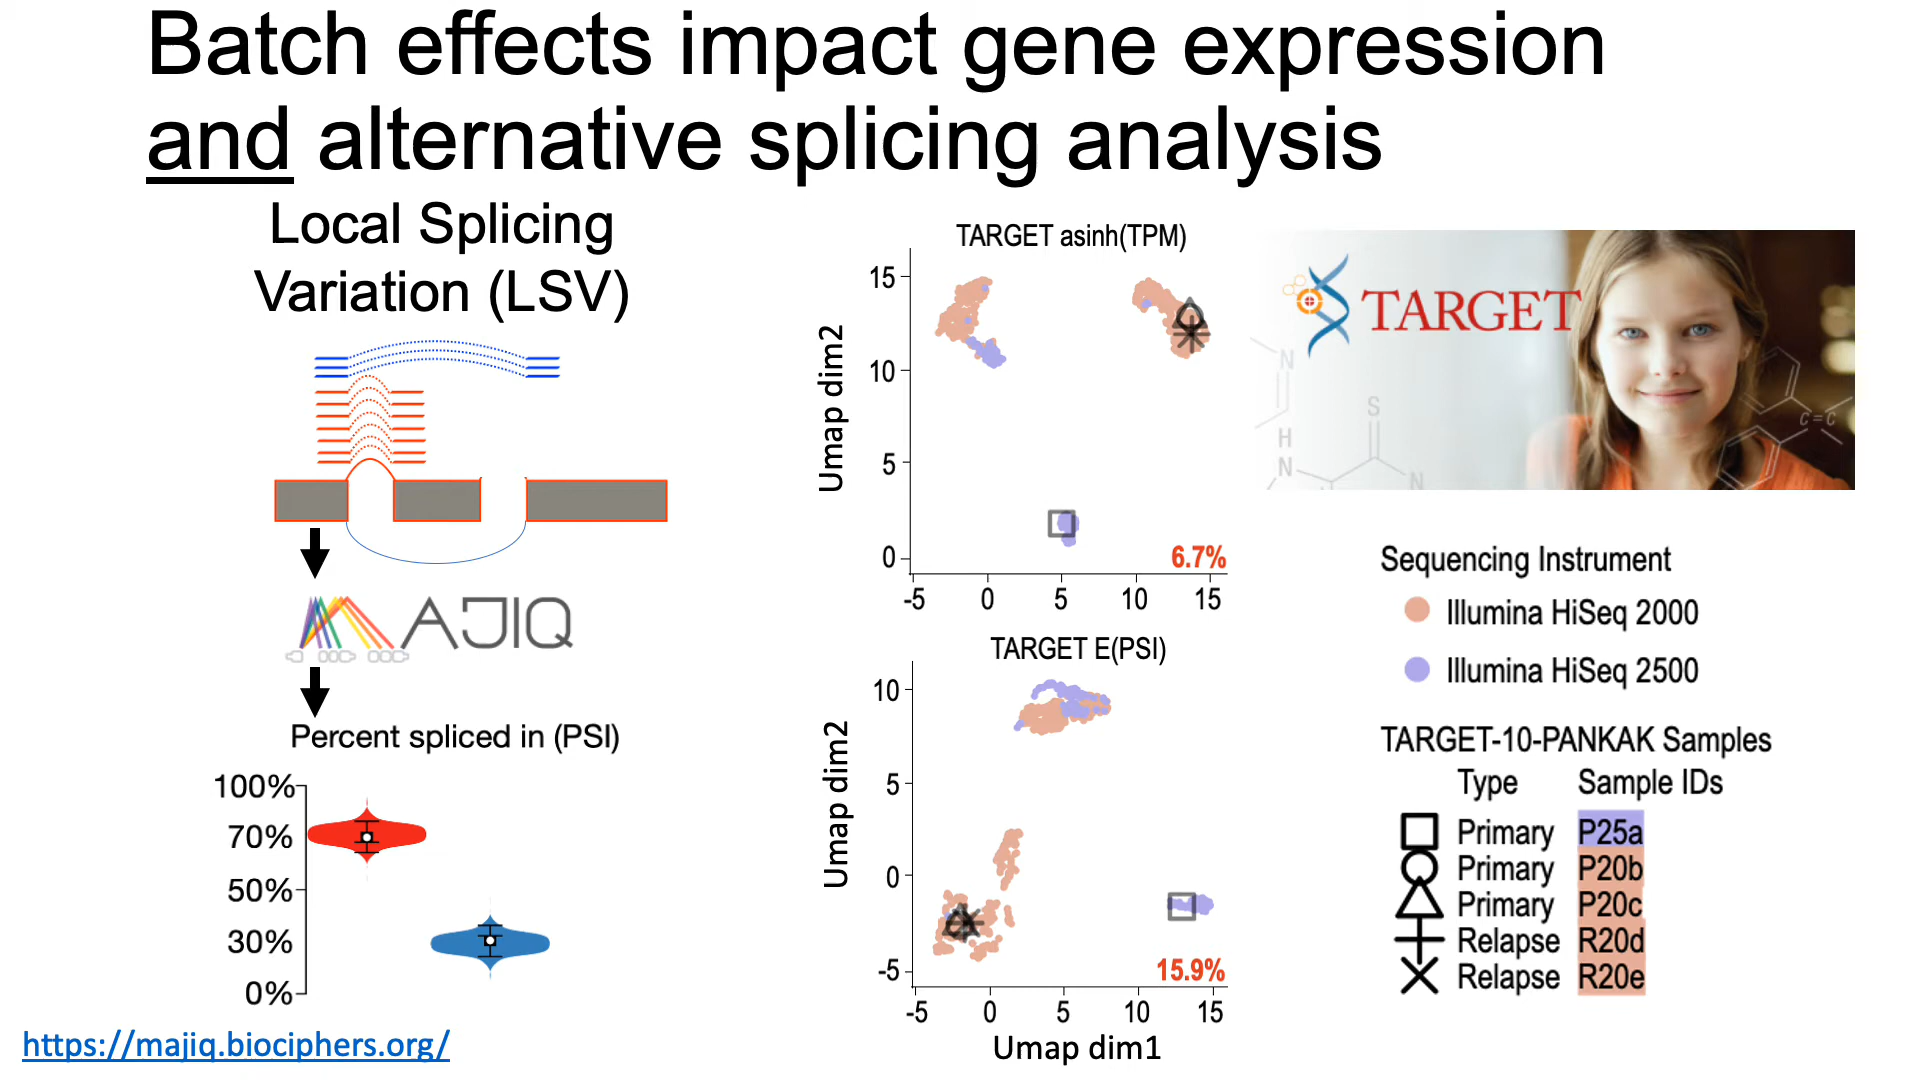 Batch effects impact gene expression
and alternative splicing analysis
Local Splicing
Variation (LSV)
AJIQ
Percent spliced in (PSI)
100%
70%
50%
30%
0%
https://majiq.biociphers.org/
TARGET asinh(TPM)
Umap dim2
15
10
5
0
6.7%
-5 0 5 10 15
TARGET E(PSI)
Umap dim2
10
5
0
-5
15.9%
-5 0 5 10 15
Umap dim1
TARGET
N
H
N
S
N
C=C
Sequencing Instrument
Illumina HiSeq 2000
Illumina HiSeq 2500
TARGET-10-PANKAK Samples
Type Sample IDs
Primary P25a
Primary P20b
Primary P20c
Relapse R20d
Relapse R20e